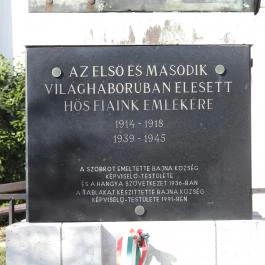 AZ ELSŐ ÉS MÁSODIK
VILÁGHÁBORÚBAN ELESETT
HŐS FIAINK EMLÉKÉRE
1914 - 1918
1939 - 1945
A SZOBROT EMELTETTE BAJNA KÖZSÉG
KÉPVISELŐ-TESTÜLETE
ÉS A HANGYA SZÖVETKEZET 1936-BAN
A TÁBLÁKAT KÉSZÍTTETTE BAJNA KÖZSÉG
KÉPVISELŐ-TESTÜLETE 1991-BEN